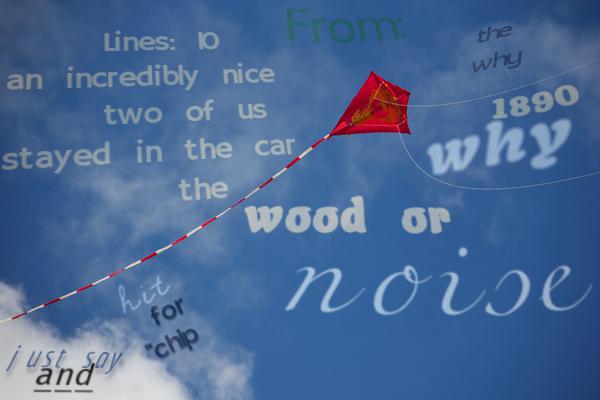 Lines: 10
an incredibly nice
two of us
stayed in the car
the
From:
the
why
1890
why
wood or
noise
hit
for
"chip
just say
and